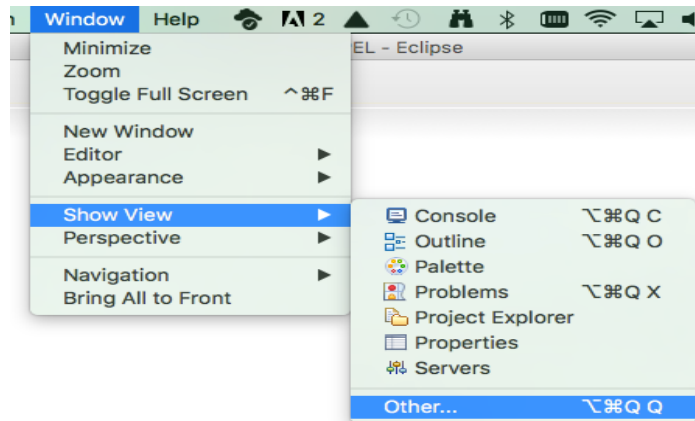 Window Help 2
EL - Eclipse
Minimize
Zoom
Toggle Full Screen ^⌘F
New Window
Editor
Appearance
Show View
Perspective
Navigation
Bring All to Front
Console ⌥⌘Q C
Outline ⌥⌘Q O
Palette
Problems ⌥⌘Q X
Project Explorer
Properties
Servers
Other... ⌥⌘Q Q